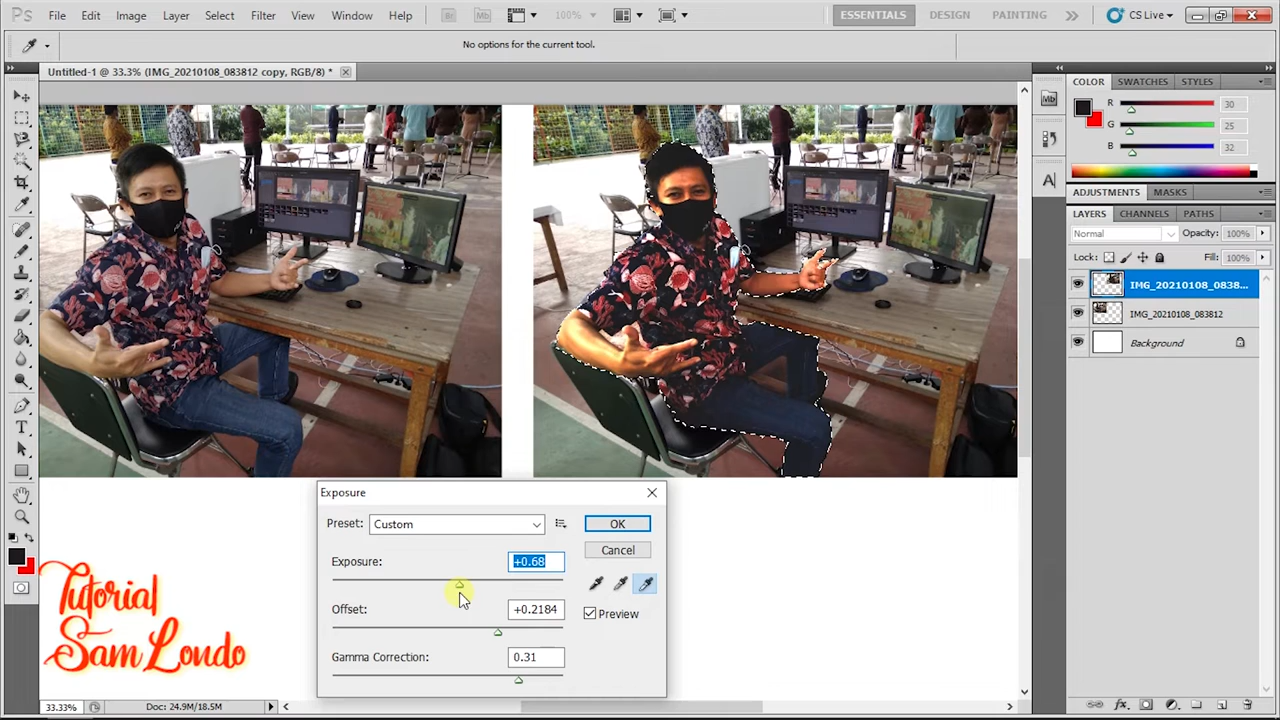 Ps File Edit Image Layer Select Filter View Window Help Br Mb 100% ESSENTIALS DESIGN PAINTING CS Live
No options for the current tool.
Untitled-1 @ 33.3% (IMG_20210108_083812 copy, RGB/8) *
COLOR SWATCHES STYLES
R 30
G 25
B 32
ADJUSTMENTS MASKS
LAYERS CHANNELS PATHS
Normal Opacity: 100%
Lock: Fill: 100%
IMG_20210108_0838...
IMG_20210108_083812
Background
Exposure
Preset: Custom OK
Cancel
Exposure: +0.68
Offset: +0.2184 Preview
Gamma Correction: 0.31
Tutorial
Sam Londo
33.33% Doc: 24.9M/18.5M